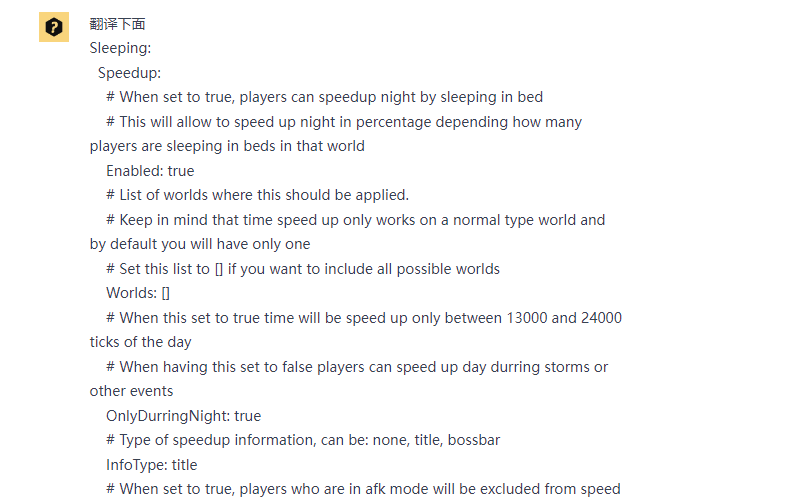 翻译下面
Sleeping:
Speedup:
# When set to true, players can speedup night by sleeping in bed
# This will allow to speed up night in percentage depending how many
players are sleeping in beds in that world
Enabled: true
# List of worlds where this should be applied.
# Keep in mind that time speed up only works on a normal type world and
by default you will have only one
# Set this list to [] if you want to include all possible worlds
Worlds: []
# When this set to true time will be speed up only between 13000 and 24000
ticks of the day
# When having this set to false players can speed up day durring storms or
other events
OnlyDurringNight: true
# Type of speedup information, can be: none, title, bossbar
InfoType: title
# When set to true, players who are in afk mode will be excluded from speed